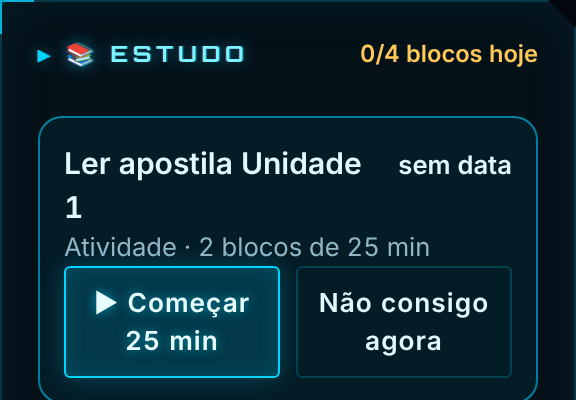 ESTUDO 0/4 blocos hoje
Ler apostila Unidade sem data
1
Atividade · 2 blocos de 25 min
▶ Começar Não consigo
25 min agora